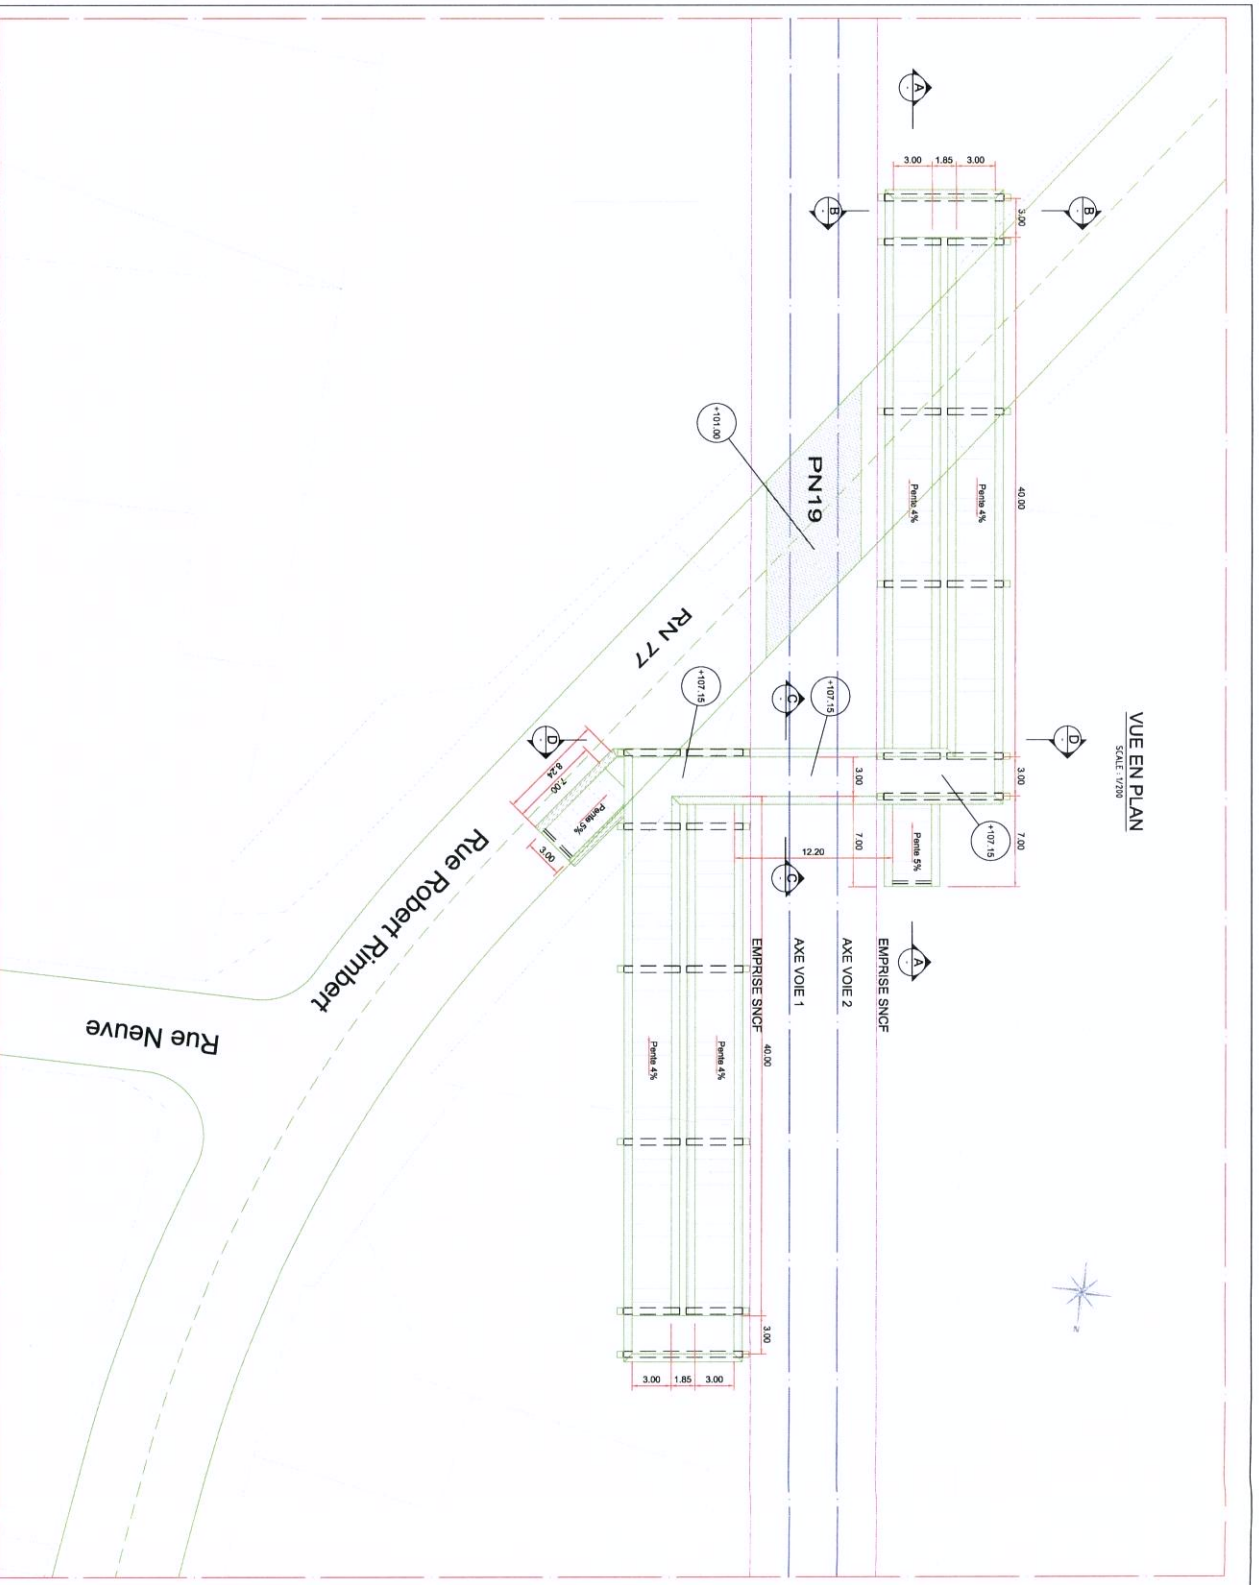 VUE EN PLAN
SCALE : 1/200
A
B
B
3.00
1.85
3.00
3.00
40.00
Pente 4%
Pente 4%
+101.00
PN19
RN 77
+107.15
C
+107.15
D
D
3.00
3.00
+107.15
7.00
7.00
Pente 5%
12.20
C
A
8.24
7.00
Pente 5%
3.00
EMPRISE SNCF
AXE VOIE 1
AXE VOIE 2
EMPRISE SNCF
Rue Robert Rimbert
Rue Neuve
40.00
Pente 4%
Pente 4%
3.00
3.00
1.85
3.00
N